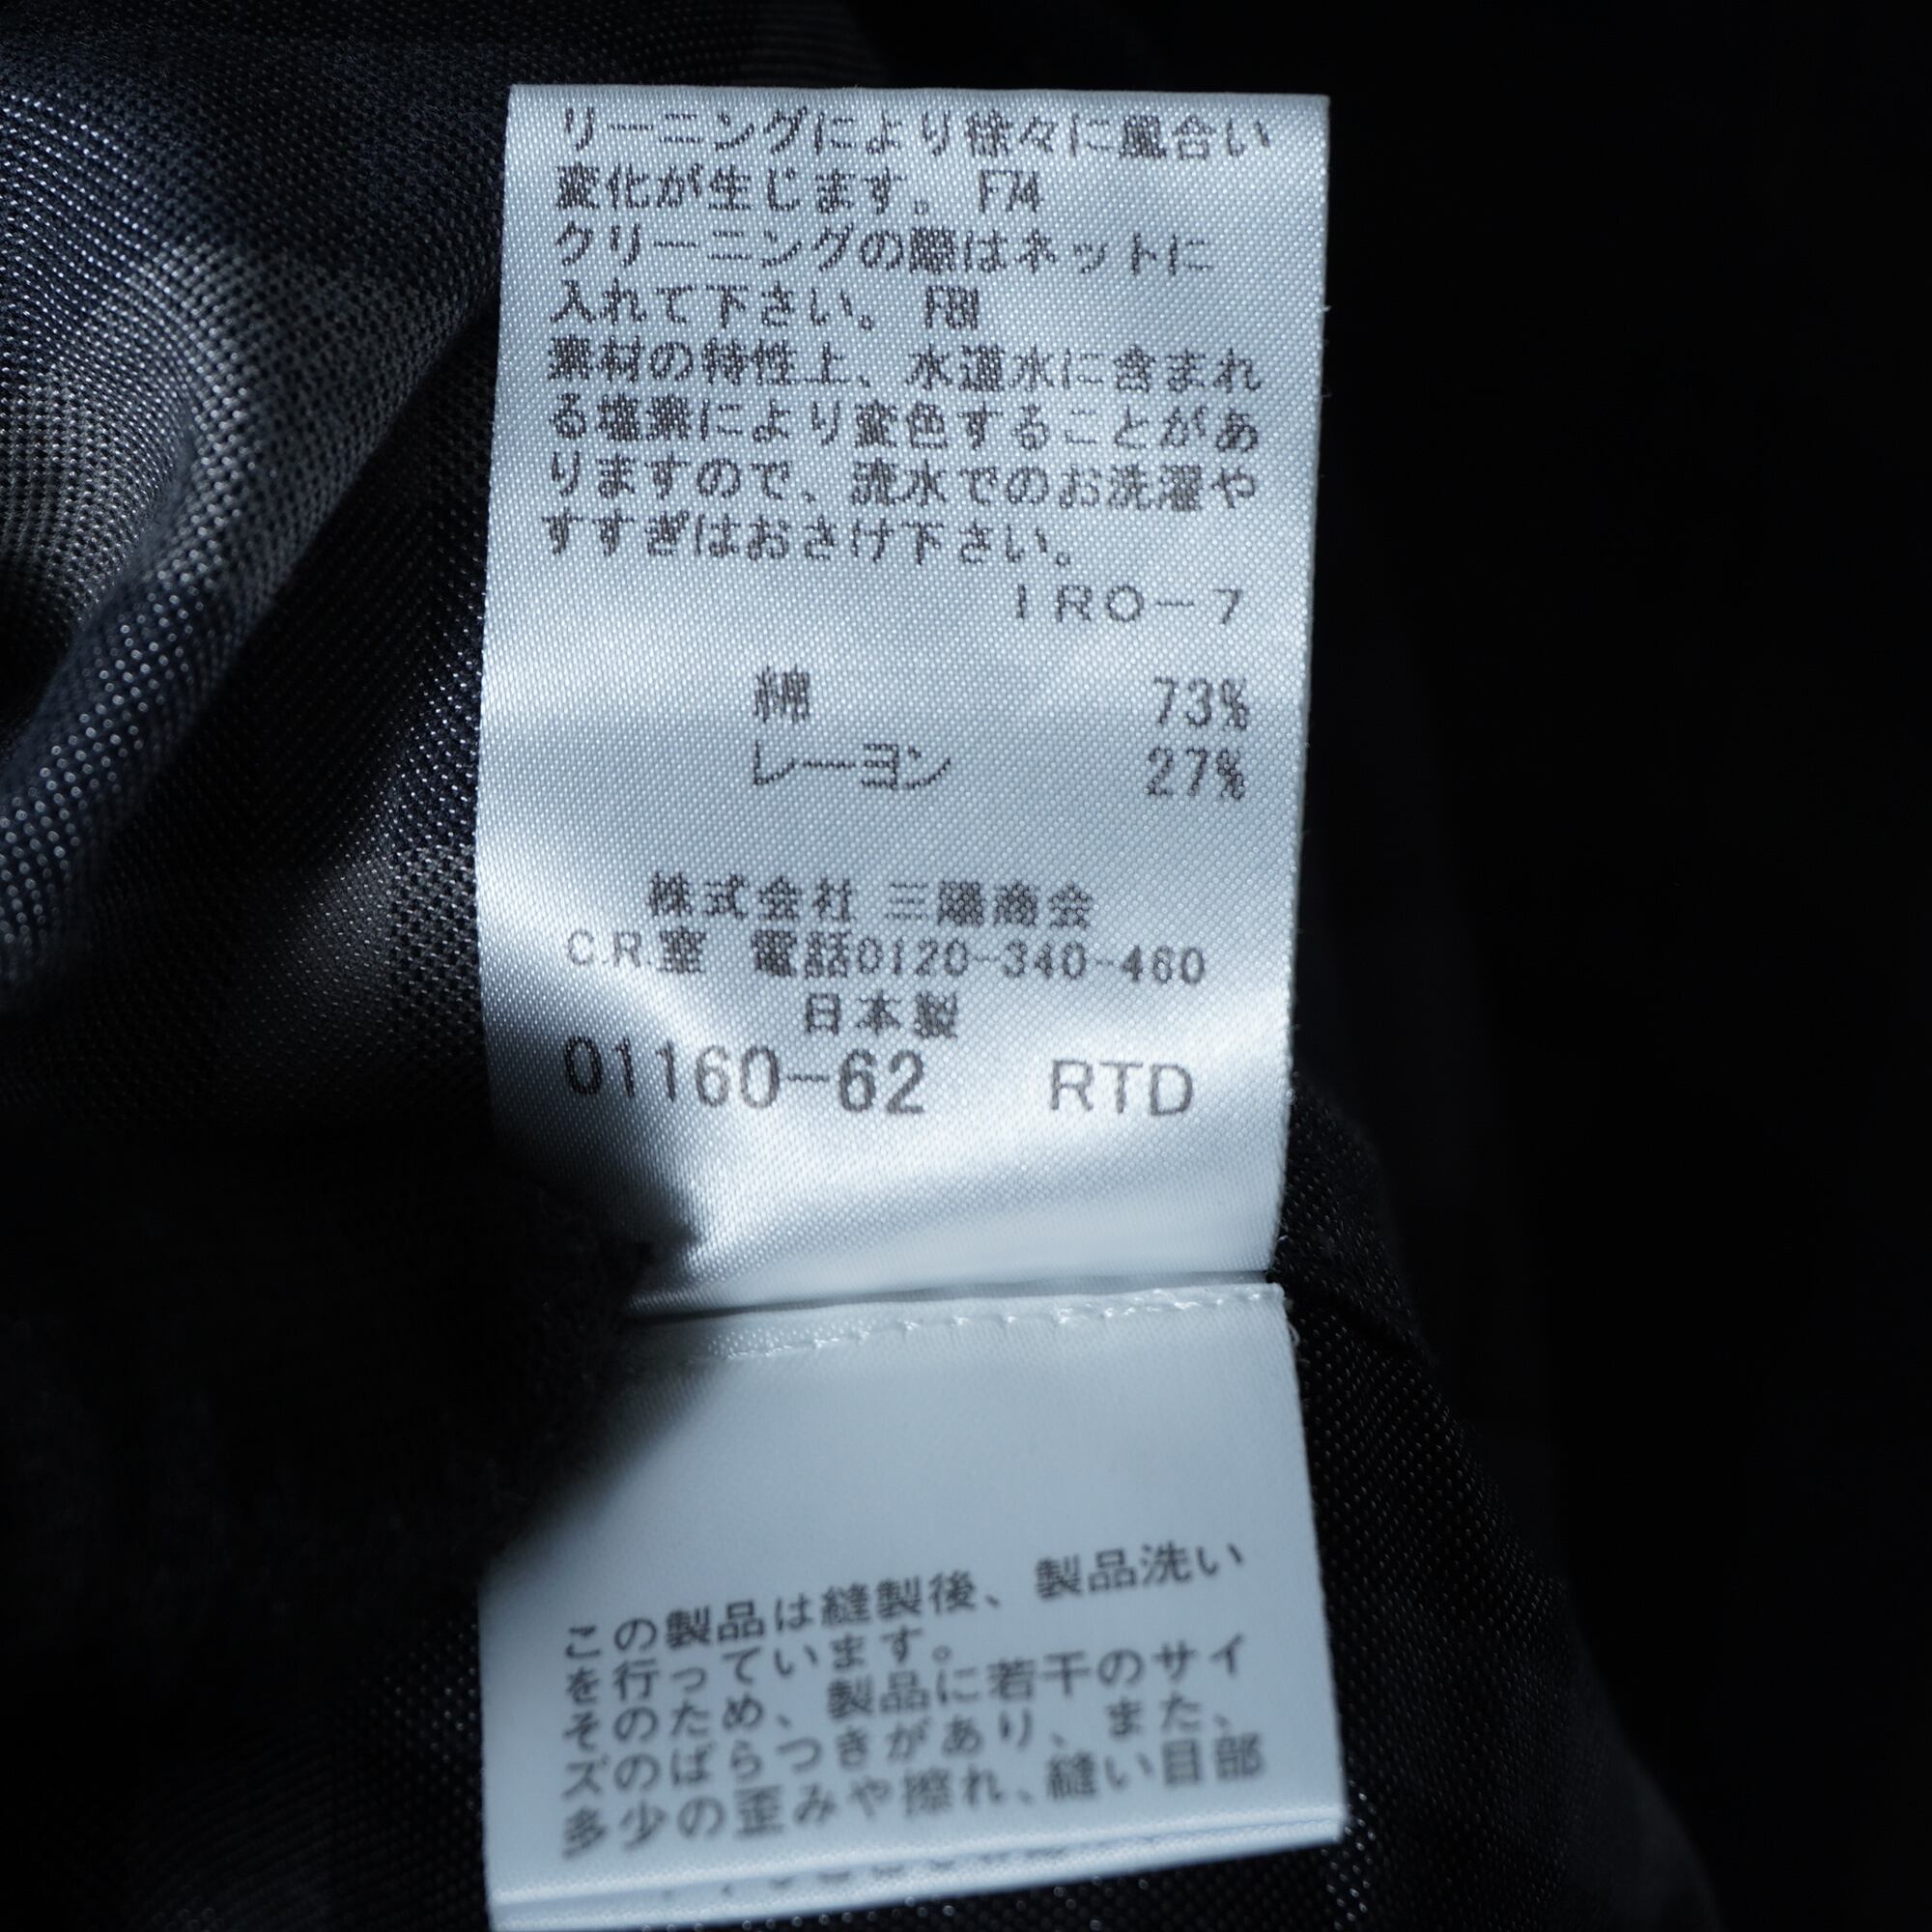 リーニングにより徐々に風合い
変化が生じます。 F74
クリーニングの際はネットに
入れて下さい。 F81
素材の特性上、水道水に含まれ
る塩素により変色することがあ
りますので、流水でのお洗濯や
すすぎはおさけ下さい。
IRO-7
綿 73%
レーヨン 27%
株式会社 三陽商会
C.R.室 電話0120-340-460
日本製
01160-62 RTD
この製品は縫製後、製品洗い
を行っています。
そのため、製品に若干のサイ
ズのばらつきがあり、また、
多少の歪みや擦れ、縫い目部